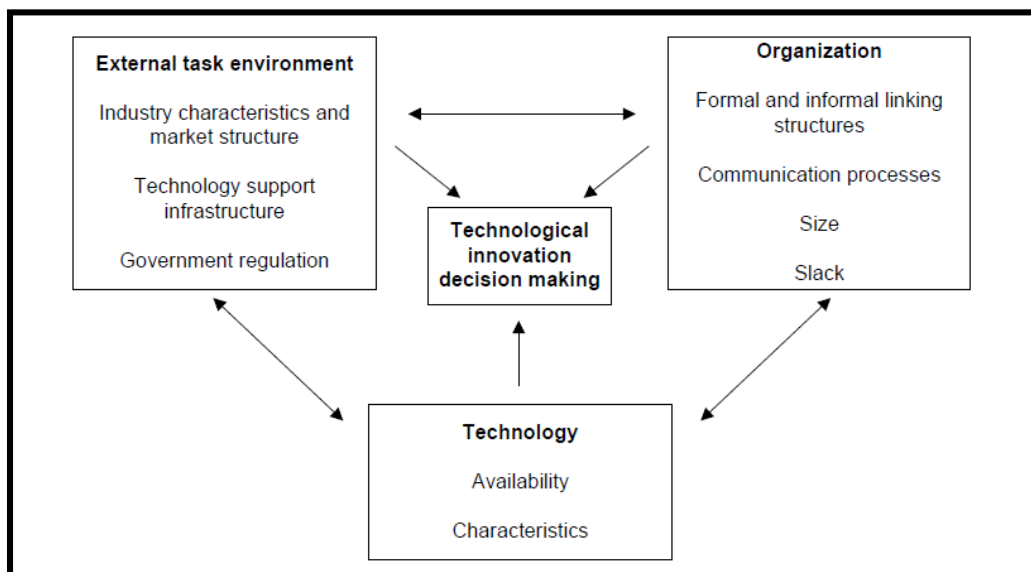 External task environment
Industry characteristics and
market structure
Technology support
infrastructure
Government regulation
Organization
Formal and informal linking
structures
Communication processes
Size
Slack
Technological
innovation
decision making
Technology
Availability
Characteristics